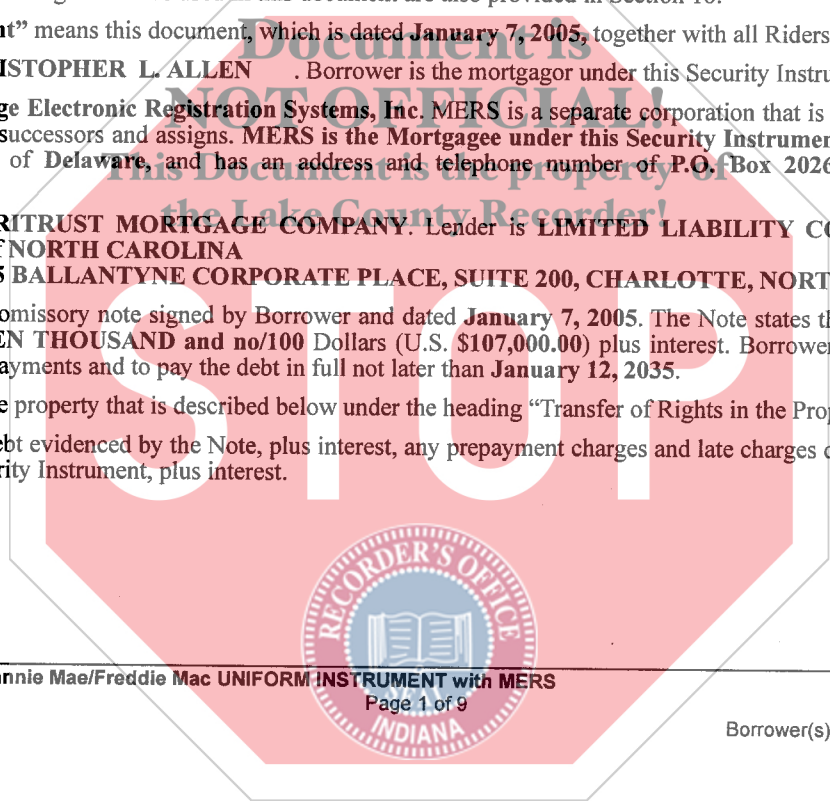 nt” means this document, which is dated January 7, 2005, together with all Riders
Document is
ISTOPHER L. ALLEN . Borrower is the mortgagor under this Security Instru
NOT OFFICIAL!
ge Electronic Registration Systems, Inc. MERS is a separate corporation that is
successors and assigns. MERS is the Mortgagee under this Security Instrumen
of Delaware, and has an address and telephone number of P.O. Box 2026
This Document is the property of
the Lake County Recorder!
RITRUST MORTGAGE COMPANY. Lender is LIMITED LIABILITY CO
f NORTH CAROLINA
5 BALLANTYNE CORPORATE PLACE, SUITE 200, CHARLOTTE, NORT
omissory note signed by Borrower and dated January 7, 2005. The Note states th
EN THOUSAND and no/100 Dollars (U.S. $107,000.00) plus interest. Borrower
ayments and to pay the debt in full not later than January 12, 2035.
e property that is described below under the heading “Transfer of Rights in the Prop
ebt evidenced by the Note, plus interest, any prepayment charges and late charges d
rity Instrument, plus interest.
STOP
RECORDER'S OFFICE
SEAL
INDIANA
nnie Mae/Freddie Mac UNIFORM INSTRUMENT with MERS
Page 1 of 9
Borrower(s)